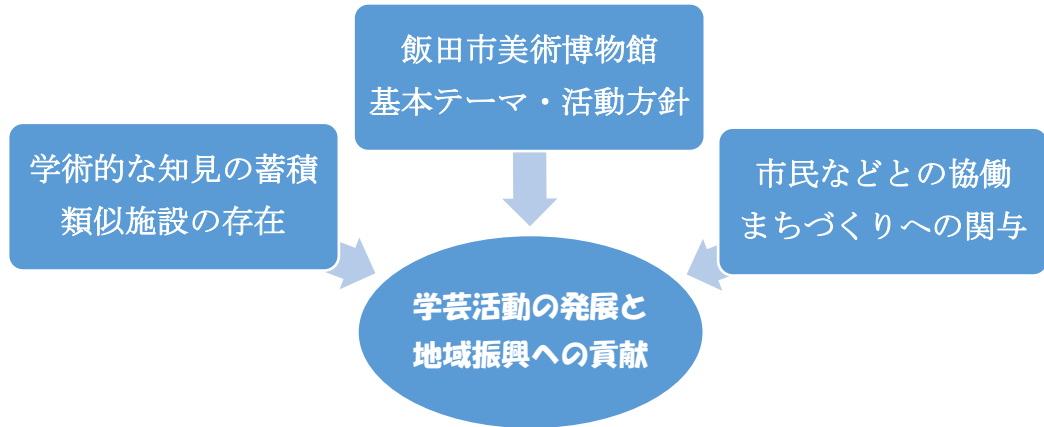 飯田市美術博物館
基本テーマ・活動方針
学術的な知見の蓄積
類似施設の存在
市民などとの協働
まちづくりへの関与
学芸活動の発展と
地域振興への貢献